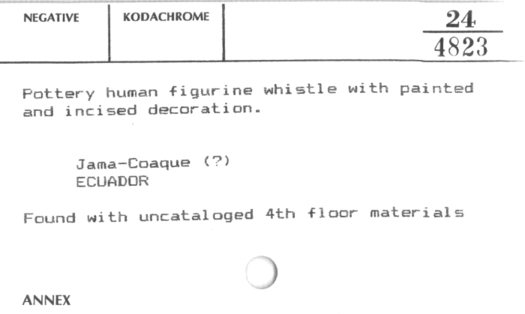 NEGATIVE KODACHROME 24
4823
Pottery human figurine whistle with painted
and incised decoration.
Jama-Coaque (?)
ECUADOR
Found with uncataloged 4th floor materials
ANNEX